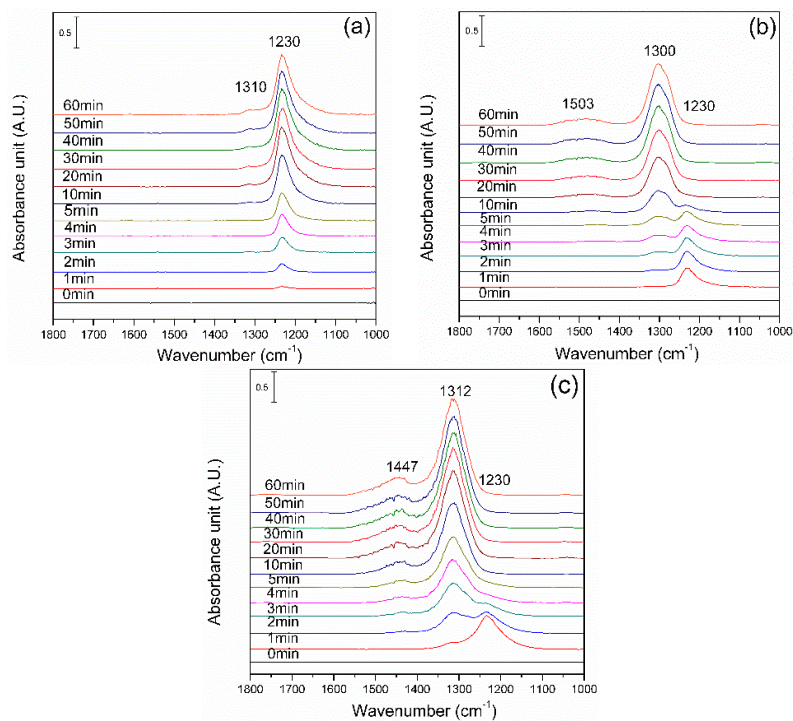 0.5
(a)
1230
1310
60min
50min
40min
30min
20min
10min
5min
4min
3min
2min
1min
0min
Absorbance unit (A.U.)
1800 1700 1600 1500 1400 1300 1200 1100 1000
Wavenumber (cm⁻¹)
0.5
(b)
1300
1503
1230
60min
50min
40min
30min
20min
10min
5min
4min
3min
2min
1min
0min
Absorbance unit (A.U.)
1800 1700 1600 1500 1400 1300 1200 1100 1000
Wavenumber (cm⁻¹)
0.5
(c)
1312
1447
1230
60min
50min
40min
30min
20min
10min
5min
4min
3min
2min
1min
0min
Absorbance unit (A.U.)
1800 1700 1600 1500 1400 1300 1200 1100 1000
Wavenumber (cm⁻¹)